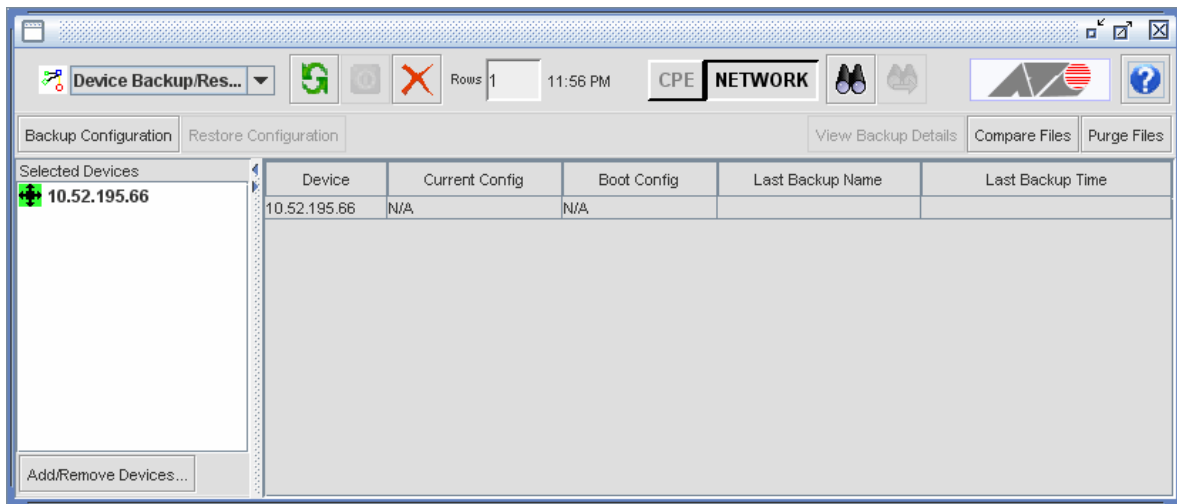 Device Backup/Res... Rows 1 11:56 PM CPE NETWORK
Backup Configuration Restore Configuration View Backup Details Compare Files Purge Files
Selected Devices
10.52.195.66
Device Current Config Boot Config Last Backup Name Last Backup Time
10.52.195.66 N/A N/A
Add/Remove Devices...